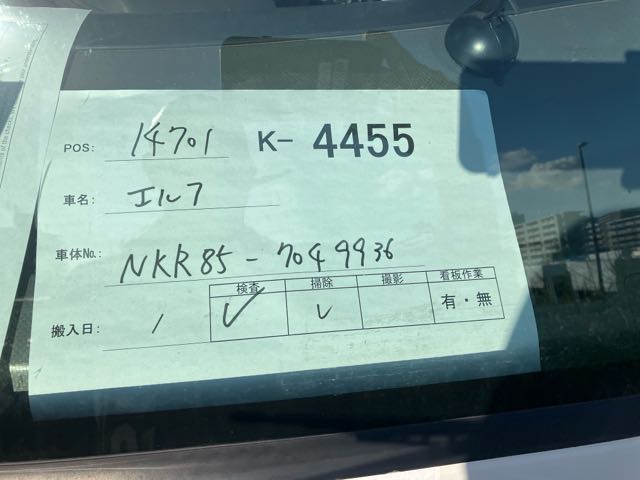 POS: 14701 K- 4455
車名: エルフ
車体No.: NKR85-7049936
検査 掃除 撮影 看板作業
搬入日: / ✓ ✓ 有・無